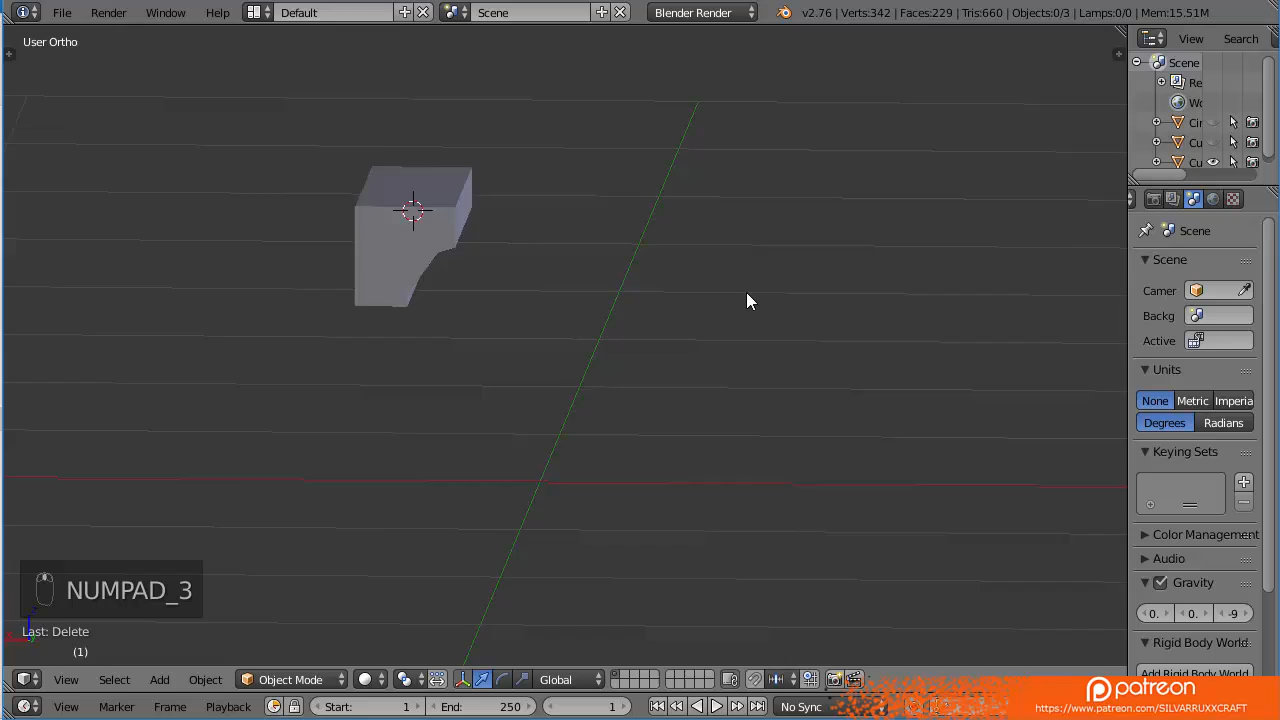 File Render Window Help Default Scene Blender Render v2.76 | Verts:342 | Faces:229 | Tris:660 | Objects:0/3 | Lamps:0/0 | Mem:15.51M
User Ortho
View Search
Scene
Re
Wo
Cir
Cu
Cu
Scene
Scene
Camer
Backg
Active
Units
None Metric Imperia
Degrees Radians
Keying Sets
Color Management
Audio
Gravity
0. 0. -9
Rigid Body World
Add Rigid Body World
NUMPAD_3
Last: Delete
(1)
View Select Add Object Object Mode Global
View Marker Frame Playb Start: End: 250 1 No Sync
patreon
https://www.patreon.com/SILVARRUXXCRAFT